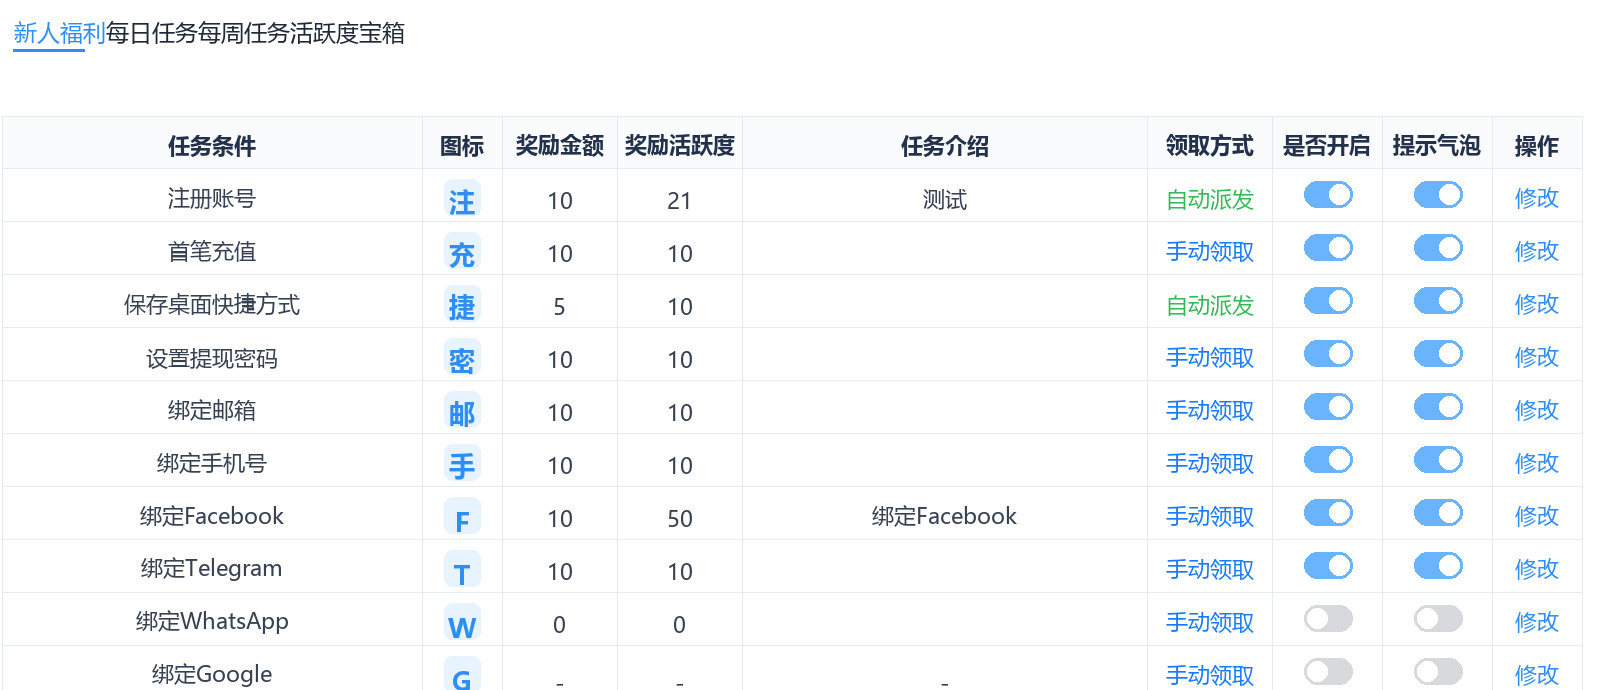 新人福利每日任务每周任务活跃度宝箱
任务条件 图标 奖励金额 奖励活跃度 任务介绍 领取方式 是否开启 提示气泡 操作
注册账号 注 10 21 测试 自动派发 修改
首笔充值 充 10 10 手动领取 修改
保存桌面快捷方式 捷 5 10 自动派发 修改
设置提现密码 密 10 10 手动领取 修改
绑定邮箱 邮 10 10 手动领取 修改
绑定手机号 手 10 10 手动领取 修改
绑定Facebook F 10 50 绑定Facebook 手动领取 修改
绑定Telegram T 10 10 手动领取 修改
绑定WhatsApp W 0 0 手动领取 修改
绑定Google G - - - 手动领取 修改